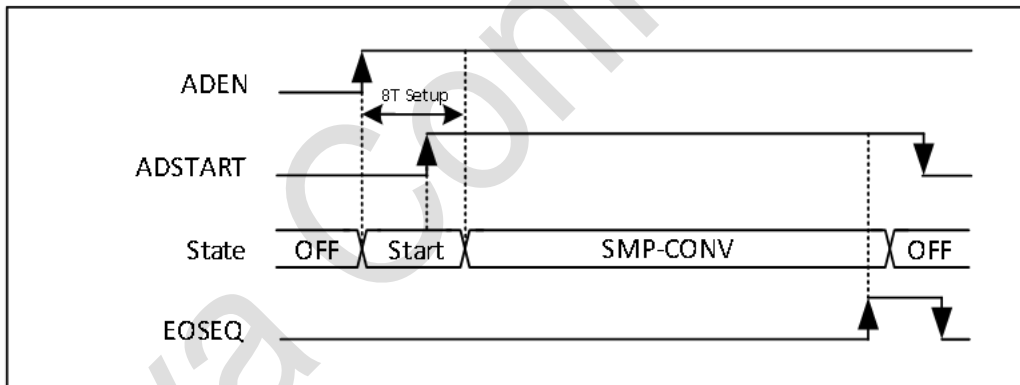 ADEN
8T Setup
ADSTART
State OFF Start SMP-CONV OFF
EOSEQ